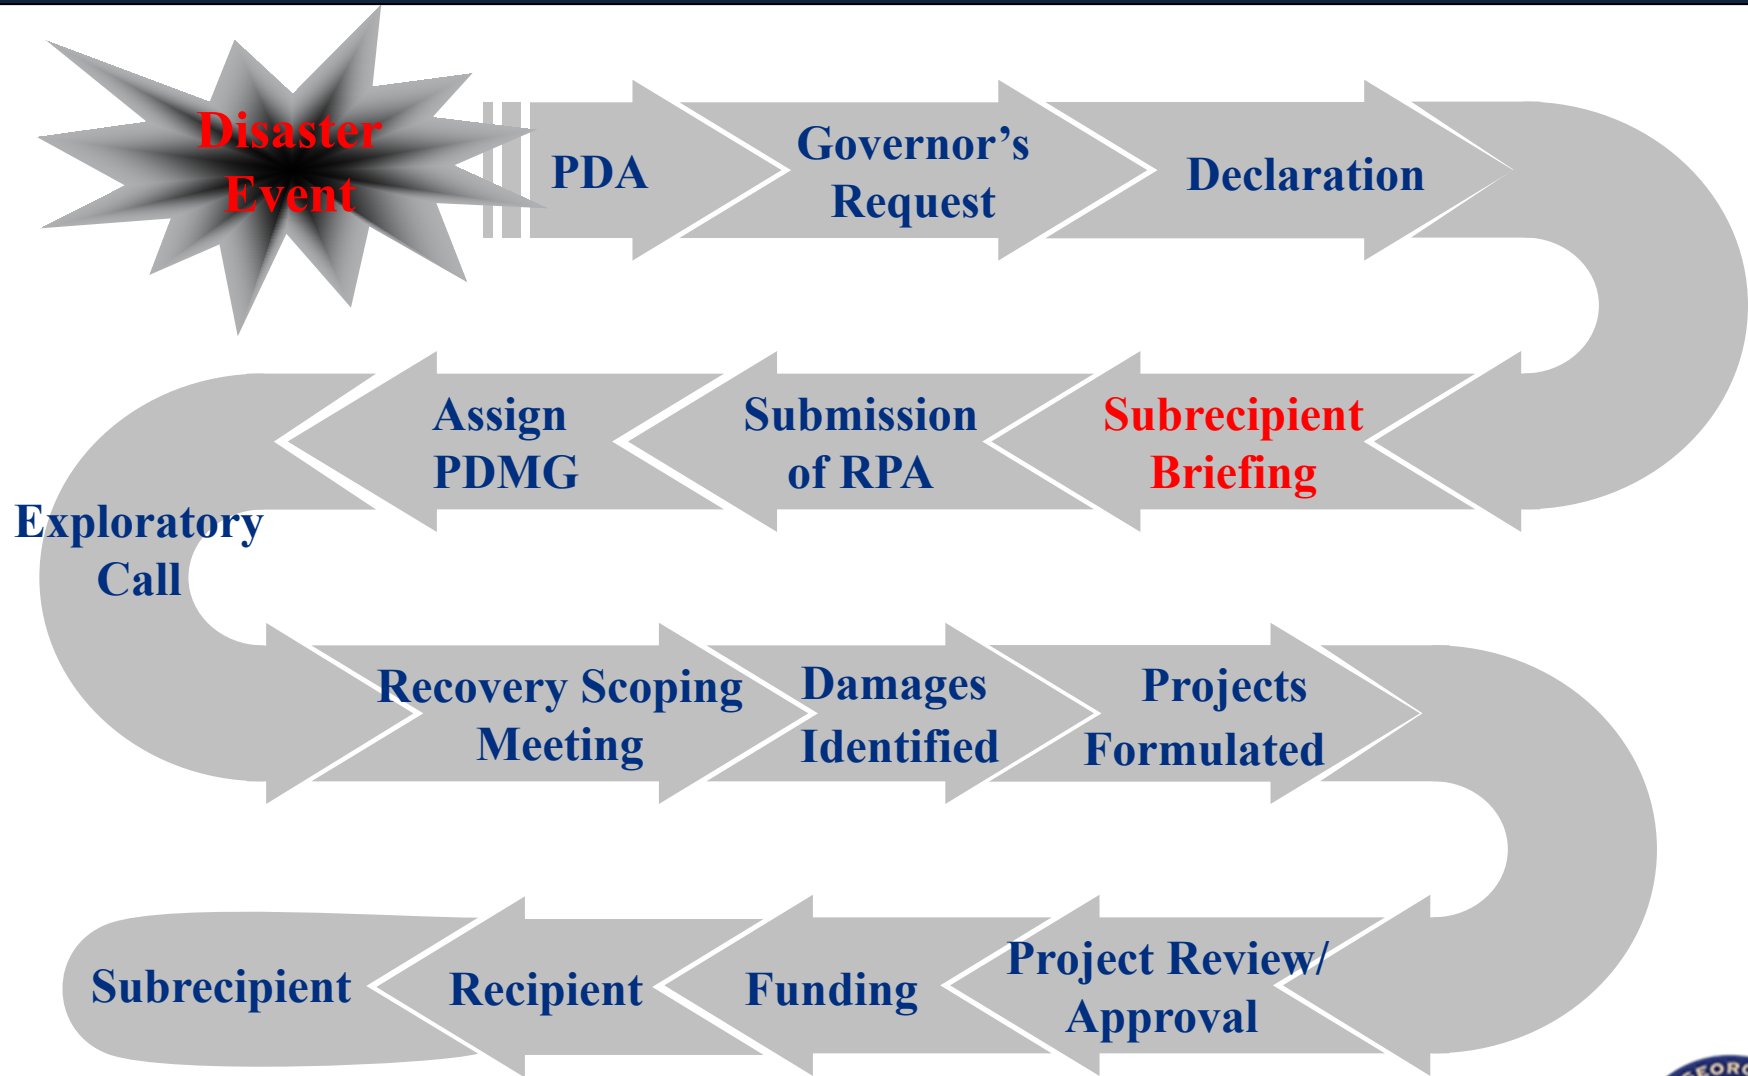 Disaster
Event
PDA
Governor’s
Request
Declaration
Subrecipient
Briefing
Submission
of RPA
Assign
PDMG
Exploratory
Call
Recovery Scoping
Meeting
Damages
Identified
Projects
Formulated
Project Review/
Approval
Funding
Recipient
Subrecipient